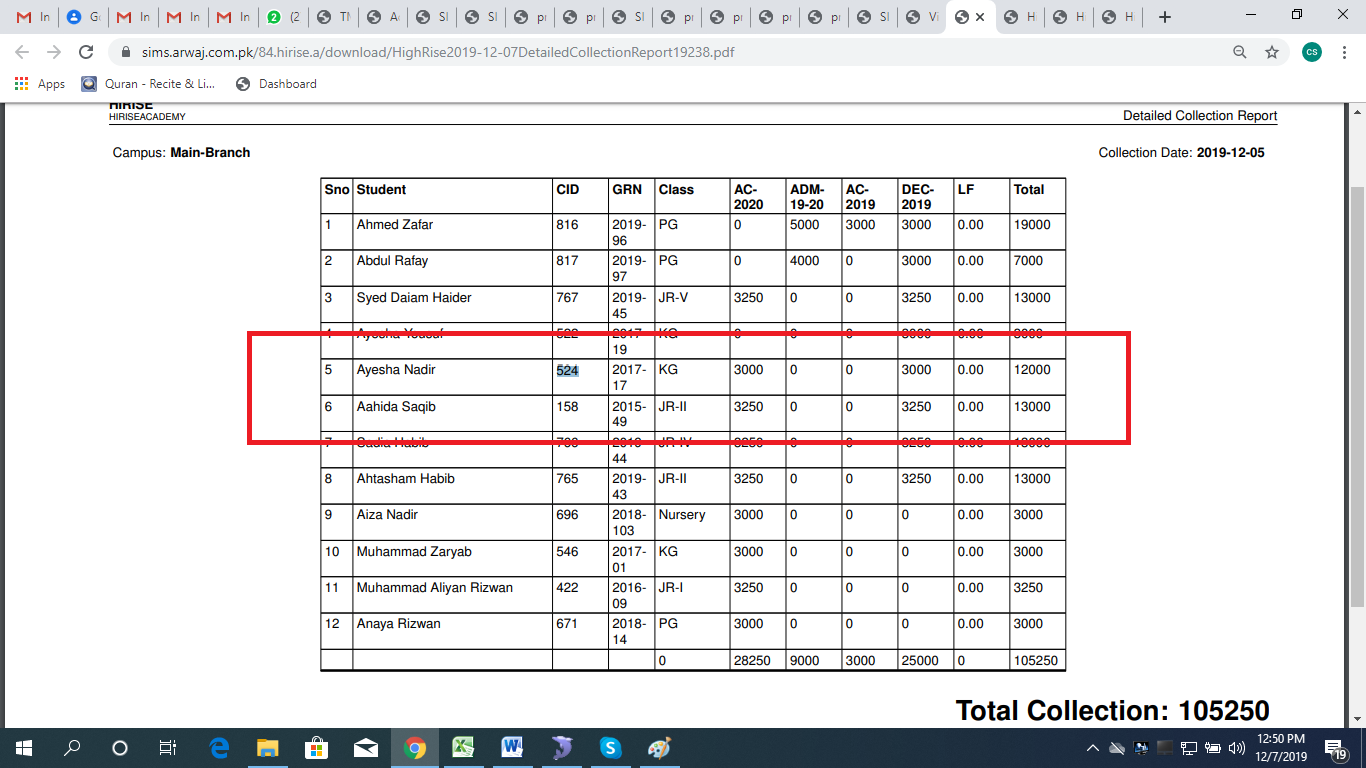 In
Ge
In
In
In
2 (2
Th
Ac
SI
SI
pr
pr
SI
pr
pr
pr
pr
SI
Vi
H
H
H
sims.arwaj.com.pk/84.hirise.a/download/HighRise2019-12-07DetailedCollectionReport19238.pdf
CS
Apps Quran - Recite & Li... Dashboard
HIRISE
HIRISEACADEMY Detailed Collection Report
Campus: Main-Branch Collection Date: 2019-12-05
Sno Student CID GRN Class AC-2020 ADM-19-20 AC-2019 DEC-2019 LF Total
1 Ahmed Zafar 816 2019-96 PG 0 5000 3000 3000 0.00 19000
2 Abdul Rafay 817 2019-97 PG 0 4000 0 3000 0.00 7000
3 Syed Daiam Haider 767 2019-45 JR-V 3250 0 0 3250 0.00 13000
4 Ayesha Yousuf 2017-19 KG 0 0 0 3000 0.00
5 Ayesha Nadir 524 2017-17 KG 3000 0 0 3000 0.00 12000
6 Aahida Saqib 158 2015-49 JR-II 3250 0 0 3250 0.00 13000
7 Sadia Habib 44 JR-IV 3250 0 0 3250 0.00 13000
8 Ahtasham Habib 765 2019-43 JR-II 3250 0 0 3250 0.00 13000
9 Aiza Nadir 696 2018-103 Nursery 3000 0 0 0 0.00 3000
10 Muhammad Zaryab 546 2017-01 KG 3000 0 0 0 0.00 3000
11 Muhammad Aliyan Rizwan 422 2016-09 JR-I 3250 0 0 0 0.00 3250
12 Anaya Rizwan 671 2018-14 PG 3000 0 0 0 0.00 3000
0 28250 9000 3000 25000 0 105250
Total Collection: 105250
12:50 PM
12/7/2019
19